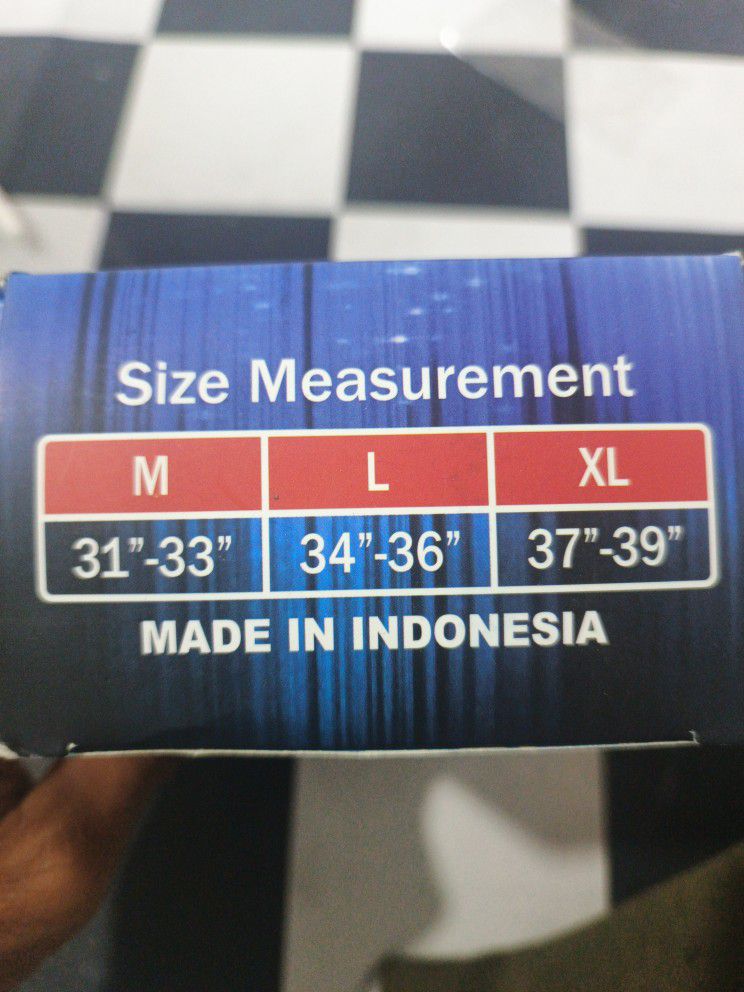 Size Measurement
M L XL
31”-33” 34”-36” 37”-39”
MADE IN INDONESIA